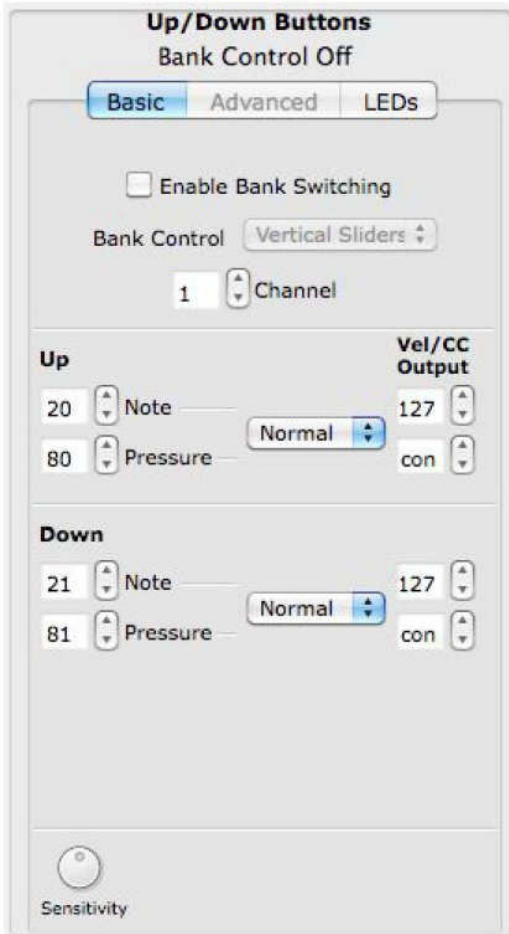 Up/Down Buttons
Bank Control Off
Basic Advanced LEDs
Enable Bank Switching
Bank Control Vertical Sliders
1 Channel
Up
Vel/CC
Output
20 Note
Normal
127
80 Pressure
con
Down
21 Note
Normal
127
81 Pressure
con
Sensitivity